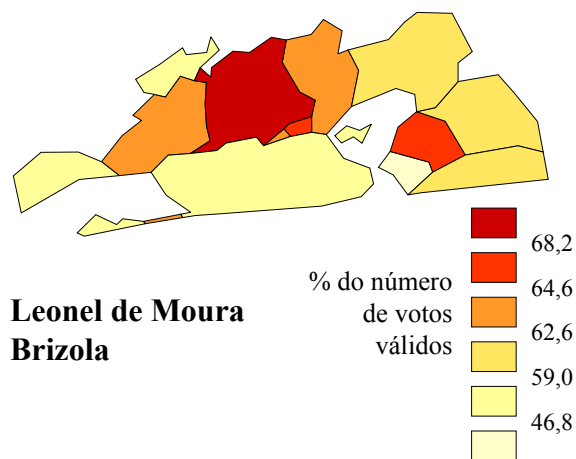 68,2
% do número
64,6
de votos
62,6
válidos
59,0
46,8
Leonel de Moura
Brizola